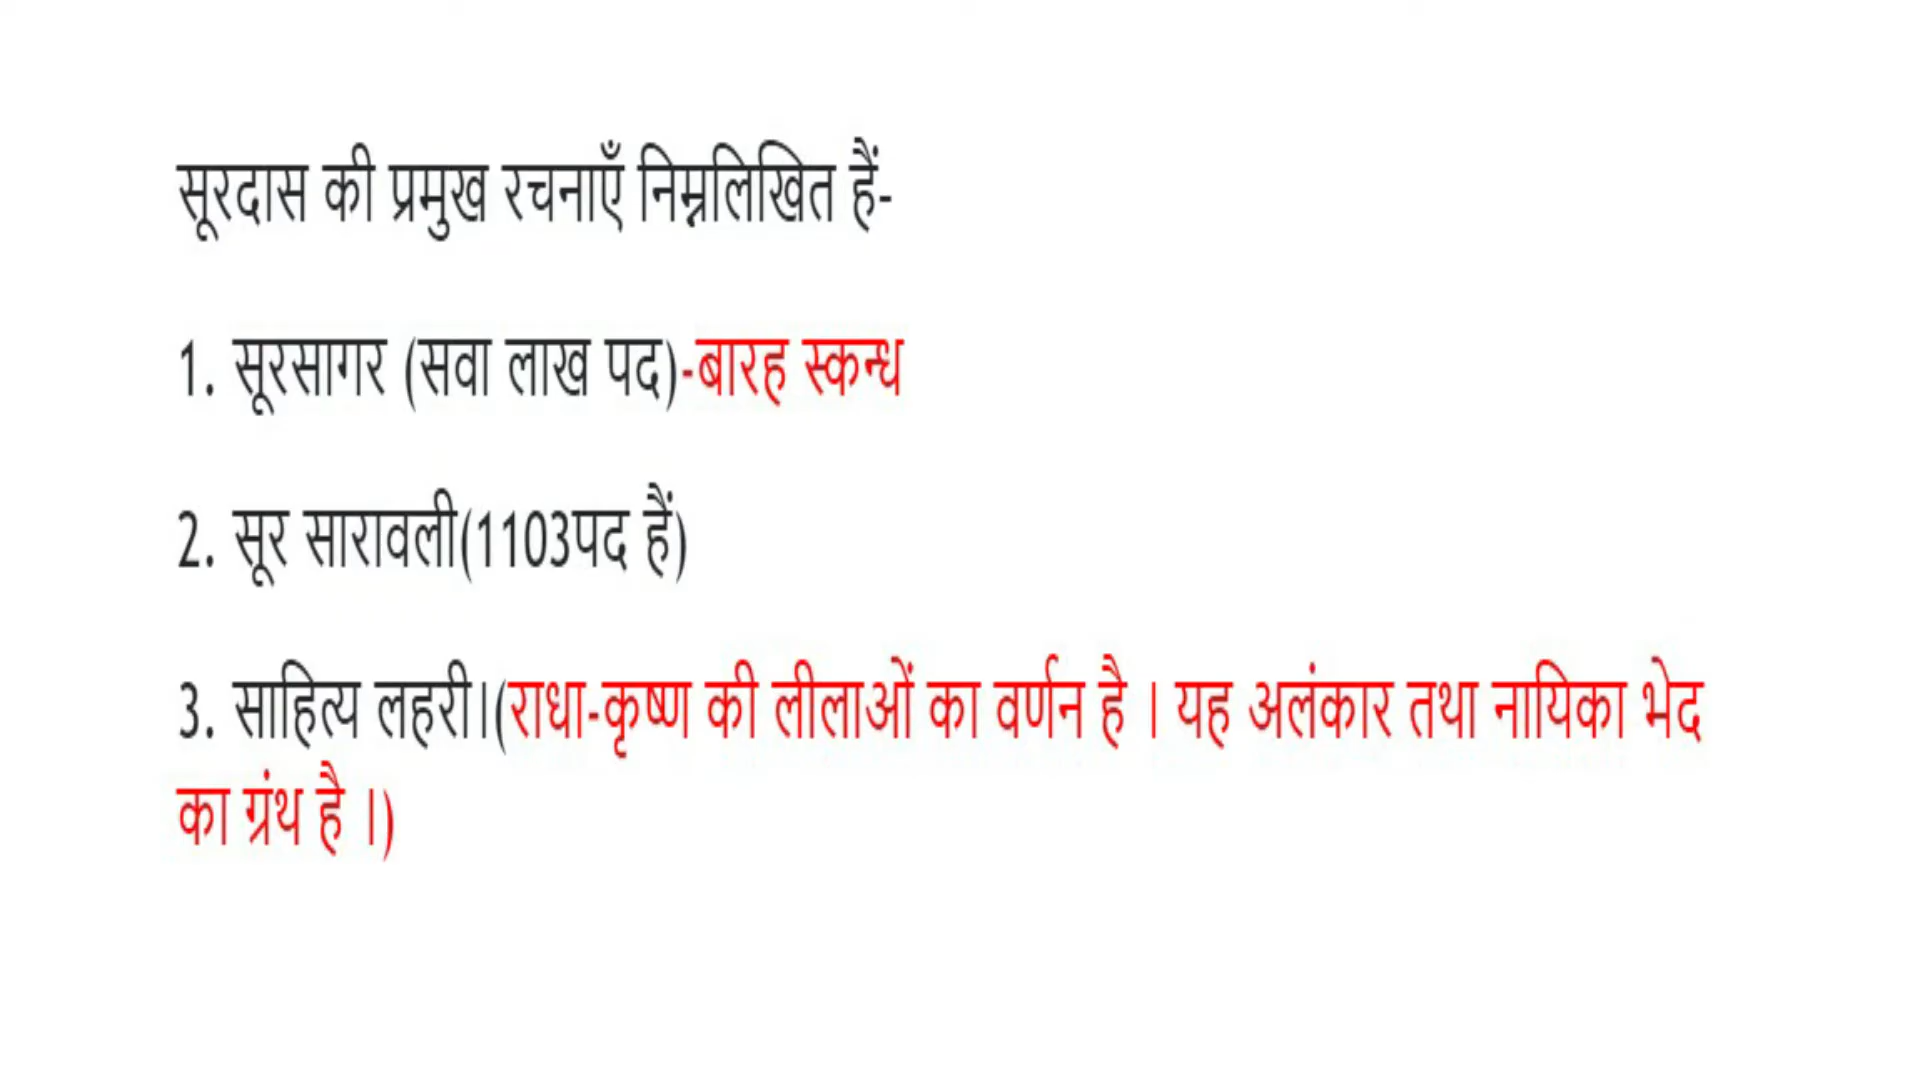 सूरदास की प्रमुख रचनाएँ निम्नलिखित हैं-
1. सूरसागर (सवा लाख पद)-बारह स्कन्ध
2. सूर सारावली(1103पद हैं)
3. साहित्य लहरी।(राधा-कृष्ण की लीलाओं का वर्णन है । यह अलंकार तथा नायिका भेद
का ग्रंथ है ।)